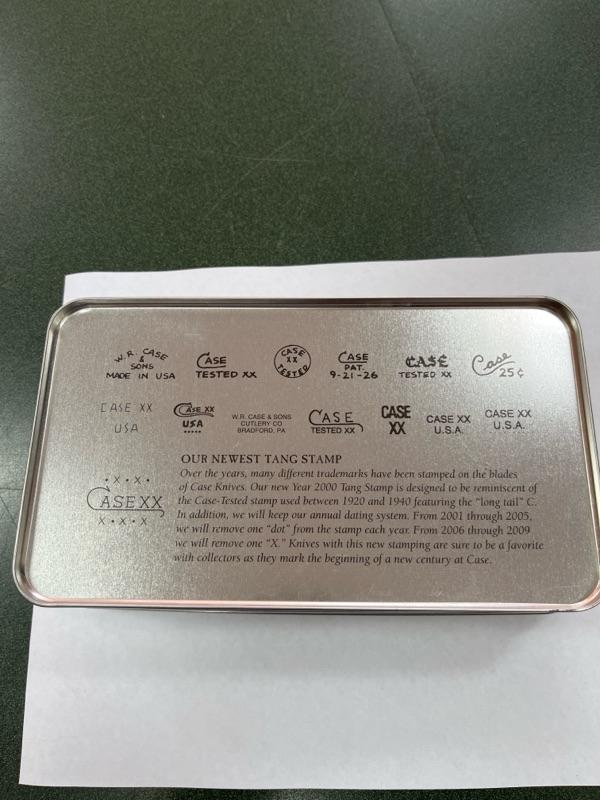 W.R. CASE & SONS MADE IN USA
CASE TESTED XX
CASE XX TESTED
CASE PAT. 9-21-26
CASE TESTED XX
Case 25¢
CASE XX USA
CASE XX USA •••••
W.R. CASE & SONS CUTLERY CO BRADFORD, PA
CASE TESTED XX
CASE XX
CASE XX U.S.A.
CASE XX U.S.A.
• X • X •
CASE XX
X • X • X
OUR NEWEST TANG STAMP
Over the years, many different trademarks have been stamped on the blades
of Case Knives. Our new Year 2000 Tang Stamp is designed to be reminiscent of
the Case-Tested stamp used between 1920 and 1940 featuring the "long tail" C.
In addition, we will keep our annual dating system. From 2001 through 2005,
we will remove one "dot" from the stamp each year. From 2006 through 2009
we will remove one "X." Knives with this new stamping are sure to be a favorite
with collectors as they mark the beginning of a new century at Case.